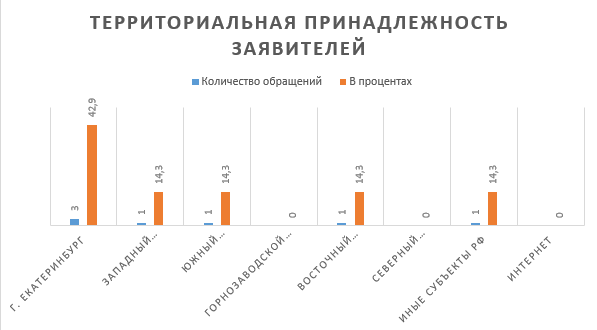 ТЕРРИТОРИАЛЬНАЯ ПРИНАДЛЕЖНОСТЬ
ЗАЯВИТЕЛЕЙ
Количество обращений В процентах
3 42,9
1 14,3
1 14,3
0
1 14,3
0
1 14,3
0
Г. ЕКАТЕРИНБУРГ
ЗАПАДНЫЙ…
ЮЖНЫЙ…
ГОРНОЗАВОДСКОЙ…
ВОСТОЧНЫЙ…
СЕВЕРНЫЙ…
ИНЫЕ СУБЪЕКТЫ РФ
ИНТЕРНЕТ